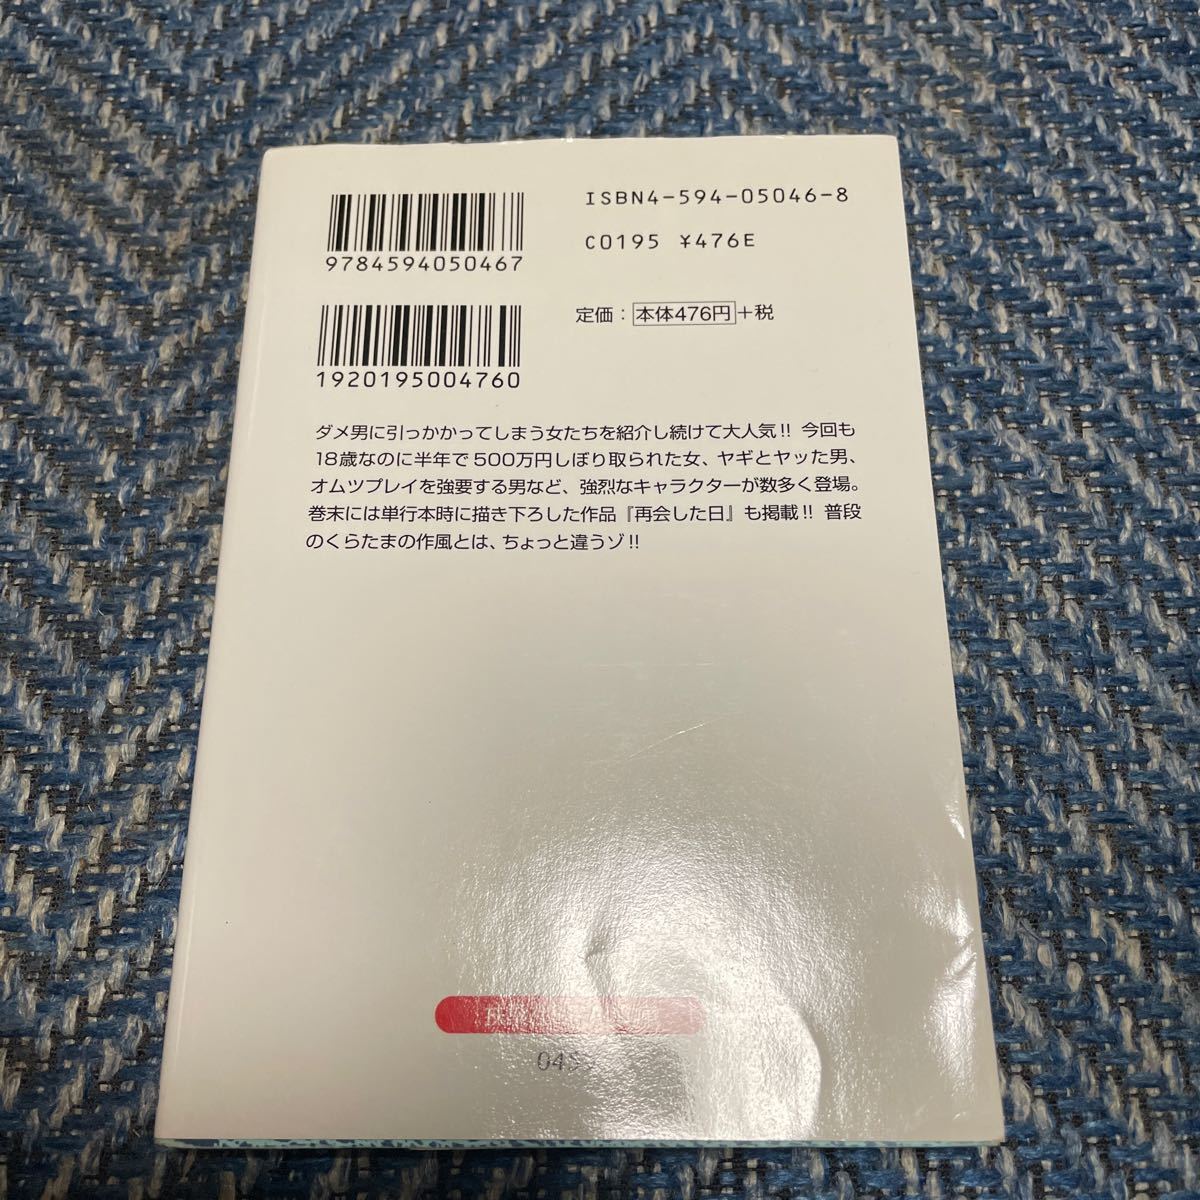 ISBN4-594-05046-8
9784594050467
C0195 ¥476E
定価：本体476円+税
1920195004760
ダメ男に引っかかってしまう女たちを紹介し続けて大人気!! 今回も
18歳なのに半年で500万円しぼり取られた女、ヤギとヤッた男、
オムツプレイを強要する男など、強烈なキャラクターが数多く登場。
巻末には単行本時に描き下ろした作品『再会した日』も掲載!! 普段
のくらたまの作風とは、ちょっと違うゾ!!